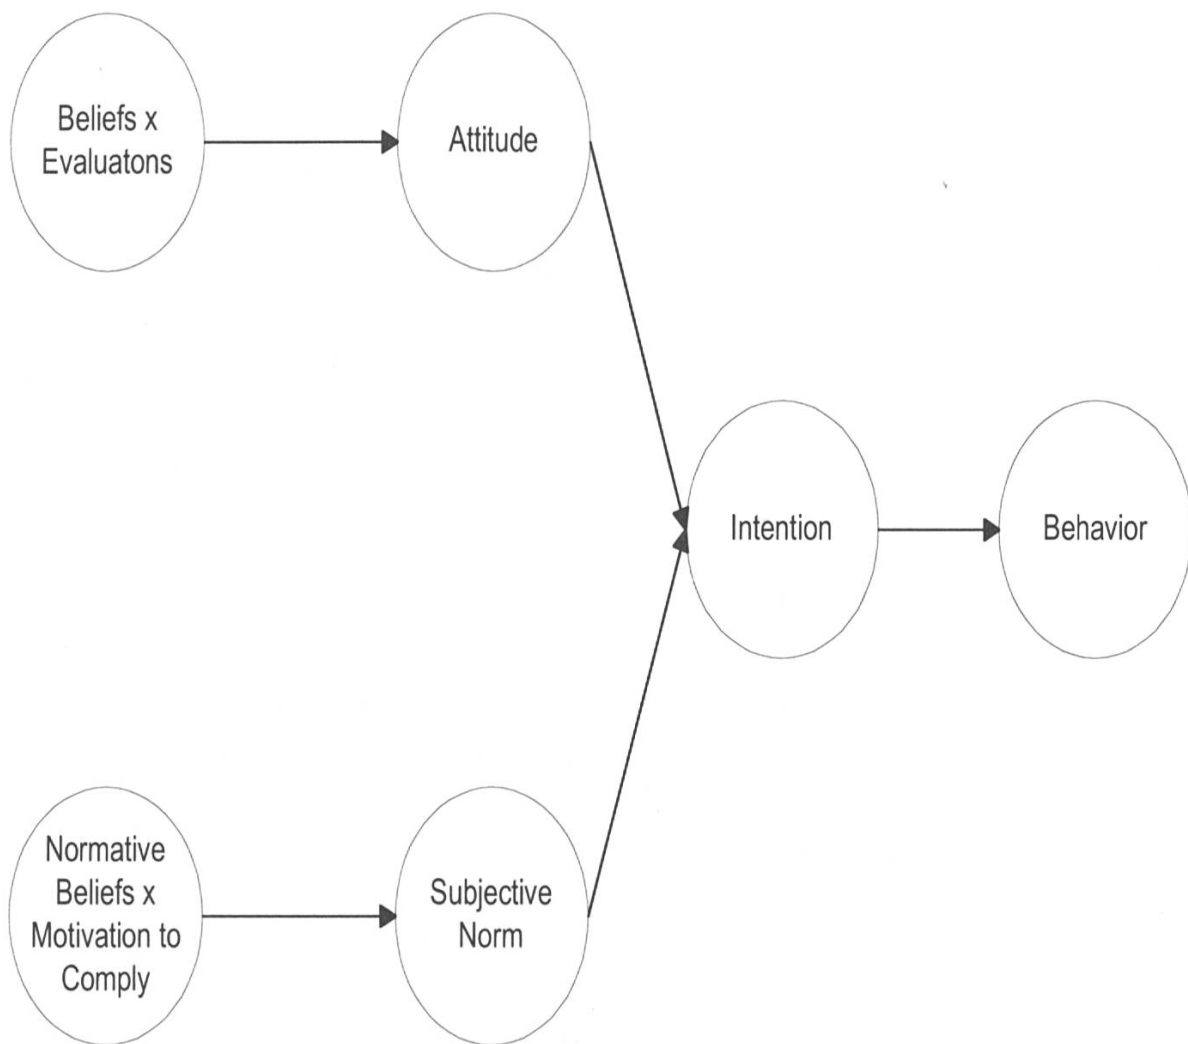 Beliefs x
Evaluatons
Attitude
Intention
Behavior
Normative
Beliefs x
Motivation to
Comply
Subjective
Norm